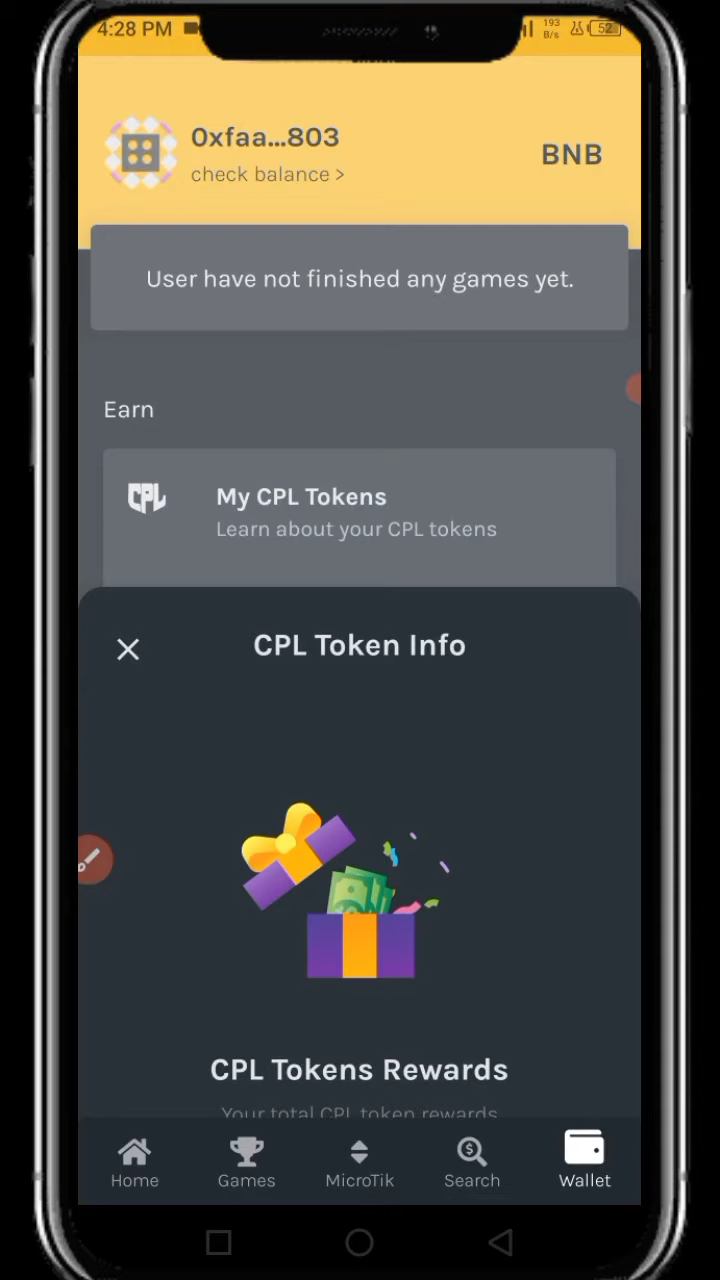 4:28 PM
193
B/s
52
0xfaa...803
check balance >
BNB
User have not finished any games yet.
Earn
CPL
My CPL Tokens
Learn about your CPL tokens
CPL Token Info
CPL Tokens Rewards
Your total CPL token rewards
Home
Games
MicroTik
Search
Wallet